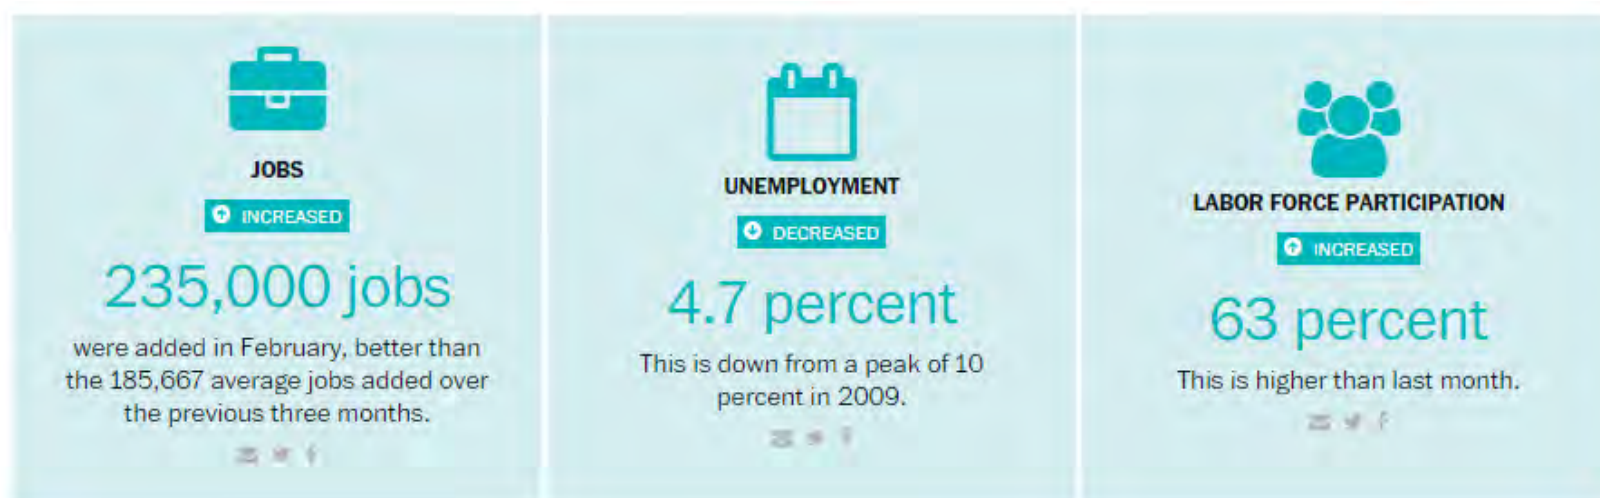 JOBS
INCREASED
235,000 jobs
were added in February, better than
the 185,667 average jobs added over
the previous three months.
UNEMPLOYMENT
DECREASED
4.7 percent
This is down from a peak of 10
percent in 2009.
LABOR FORCE PARTICIPATION
INCREASED
63 percent
This is higher than last month.